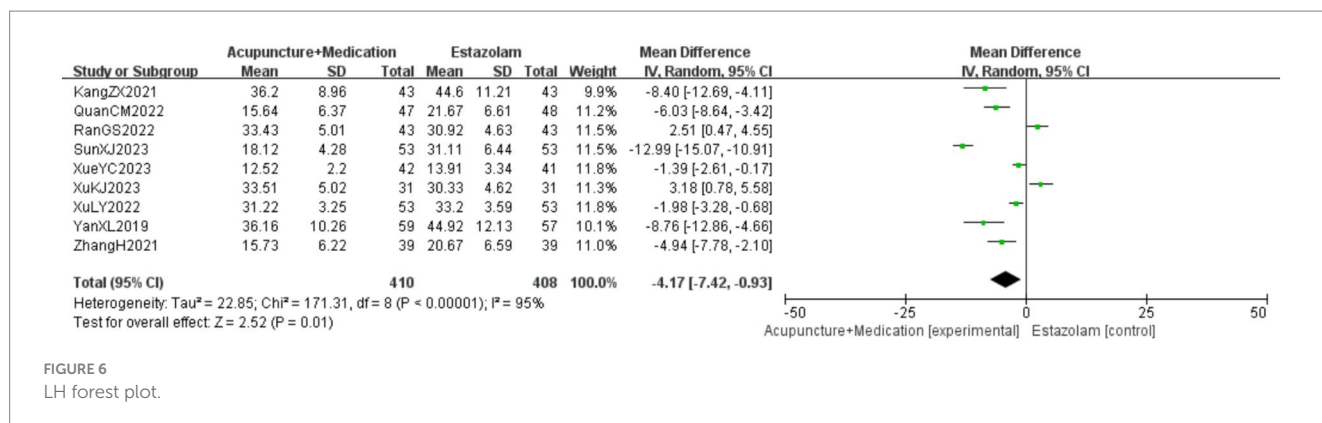 Acupuncture+Medication Estazolam Mean Difference Mean Difference
Study or Subgroup Mean SD Total Mean SD Total Weight IV, Random, 95% CI IV, Random, 95% CI
KangZX2021 36.2 8.96 43 44.6 11.21 43 9.9% -8.40 [-12.69, -4.11]
QuanCM2022 15.64 6.37 47 21.67 6.61 48 11.2% -6.03 [-8.64, -3.42]
RanGS2022 33.43 5.01 43 30.92 4.63 43 11.5% 2.51 [0.47, 4.55]
SunXJ2023 18.12 4.28 53 31.11 6.44 53 11.5% -12.99 [-15.07, -10.91]
XueYC2023 12.52 2.2 42 13.91 3.34 41 11.8% -1.39 [-2.61, -0.17]
XuKJ2023 33.51 5.02 31 30.33 4.62 31 11.3% 3.18 [0.78, 5.58]
XuLY2022 31.22 3.25 53 33.2 3.59 53 11.8% -1.98 [-3.28, -0.68]
YanXL2019 36.16 10.26 59 44.92 12.13 57 10.1% -8.76 [-12.86, -4.66]
ZhangH2021 15.73 6.22 39 20.67 6.59 39 11.0% -4.94 [-7.78, -2.10]
Total (95% CI) 410 408 100.0% -4.17 [-7.42, -0.93]
Heterogeneity: Tau² = 22.85; Chi² = 171.31, df = 8 (P < 0.00001); I² = 95%
Test for overall effect: Z = 2.52 (P = 0.01)
-50 -25 0 25 50
Acupuncture+Medication [experimental] Estazolam [control]
FIGURE 6
LH forest plot.